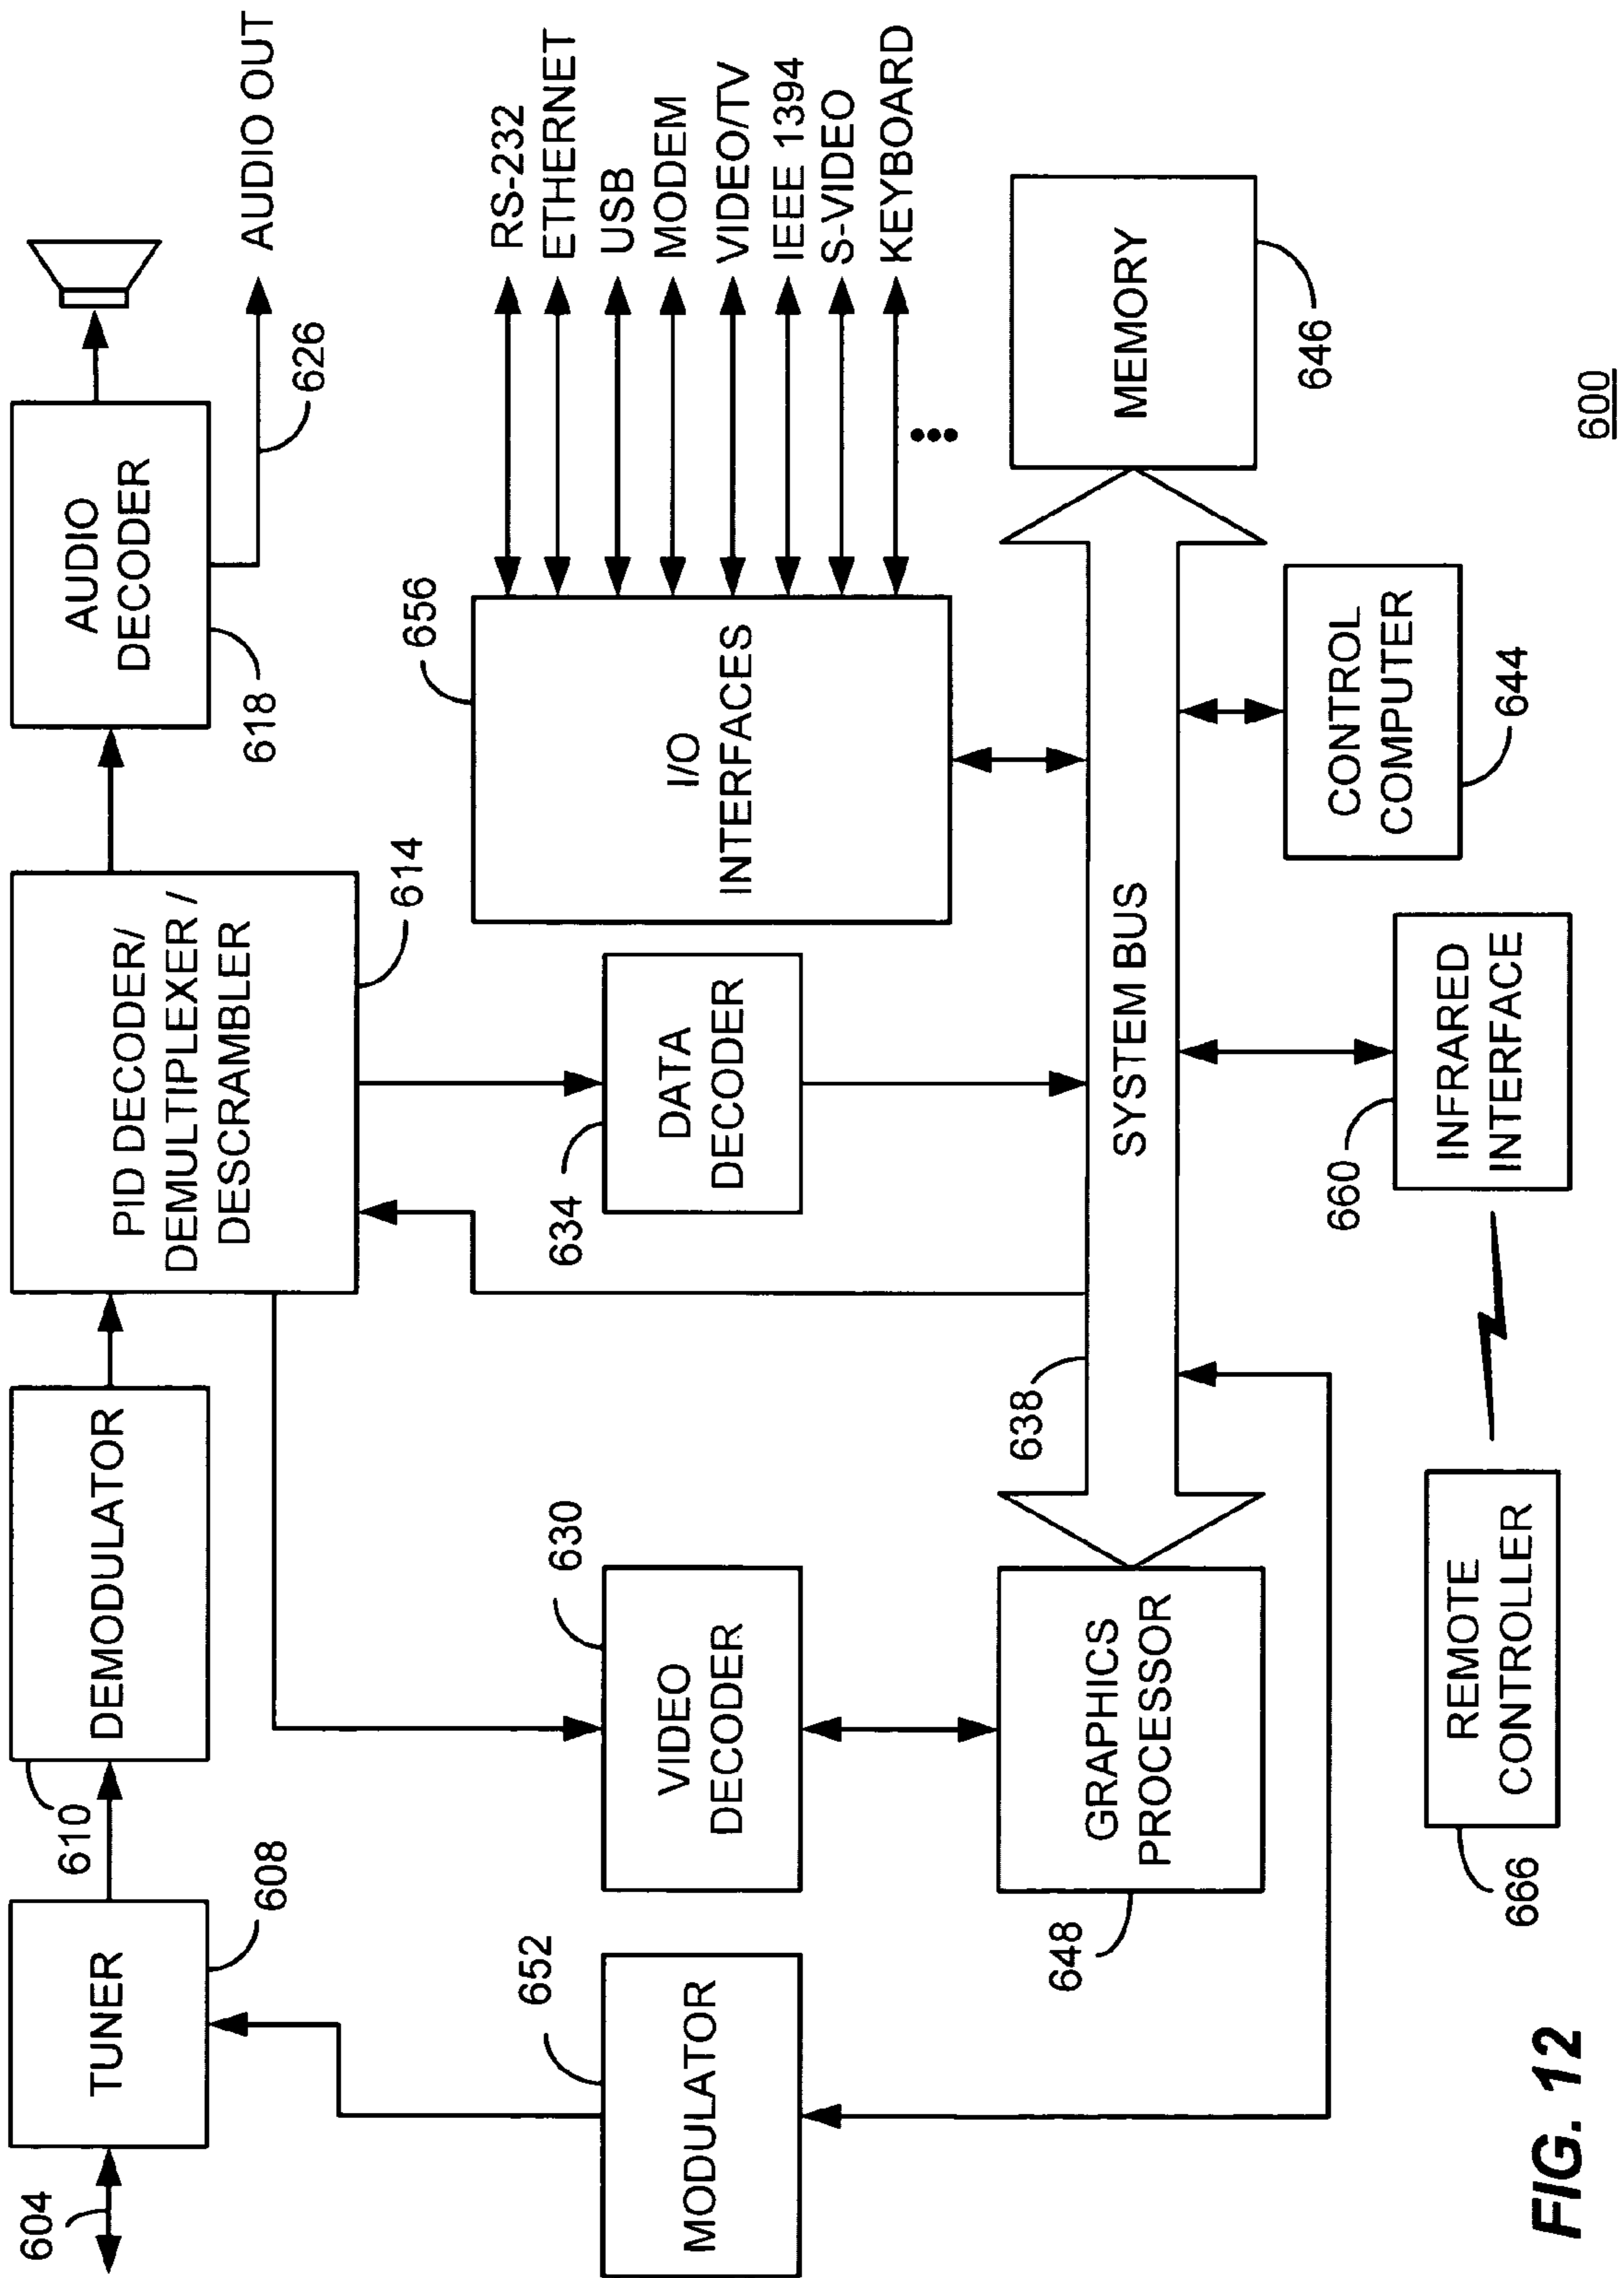 604
TUNER
608
610
DEMODULATOR
PID DECODER/
DEMULTIPLEXER /
DESCRAMBLER
614
AUDIO
DECODER
618
626
AUDIO OUT
652
MODULATOR
630
VIDEO
DECODER
634
DATA
DECODER
656
I/O
INTERFACES
RS-232
ETHERNET
USB
MODEM
VIDEO/TV
IEEE 1394
S-VIDEO
KEYBOARD
648
GRAPHICS
PROCESSOR
638
SYSTEM BUS
MEMORY
646
666
REMOTE
CONTROLLER
660
INFRARED
INTERFACE
CONTROL
COMPUTER
644
600
FIG. 12